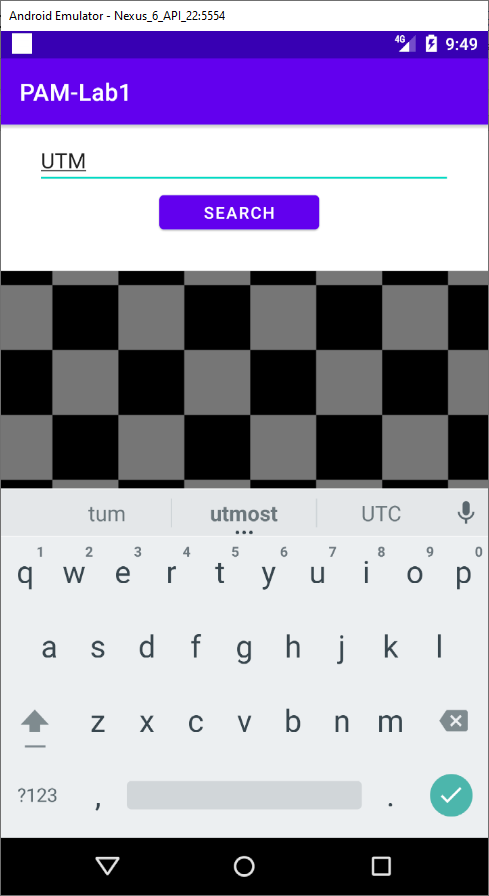 Android Emulator - Nexus_6_API_22:5554
4G 9:49
PAM-Lab1
UTM
SEARCH
tum utmost UTC
1 2 3 4 5 6 7 8 9 0
q w e r t y u i o p
a s d f g h j k l
z x c v b n m
?123 , .